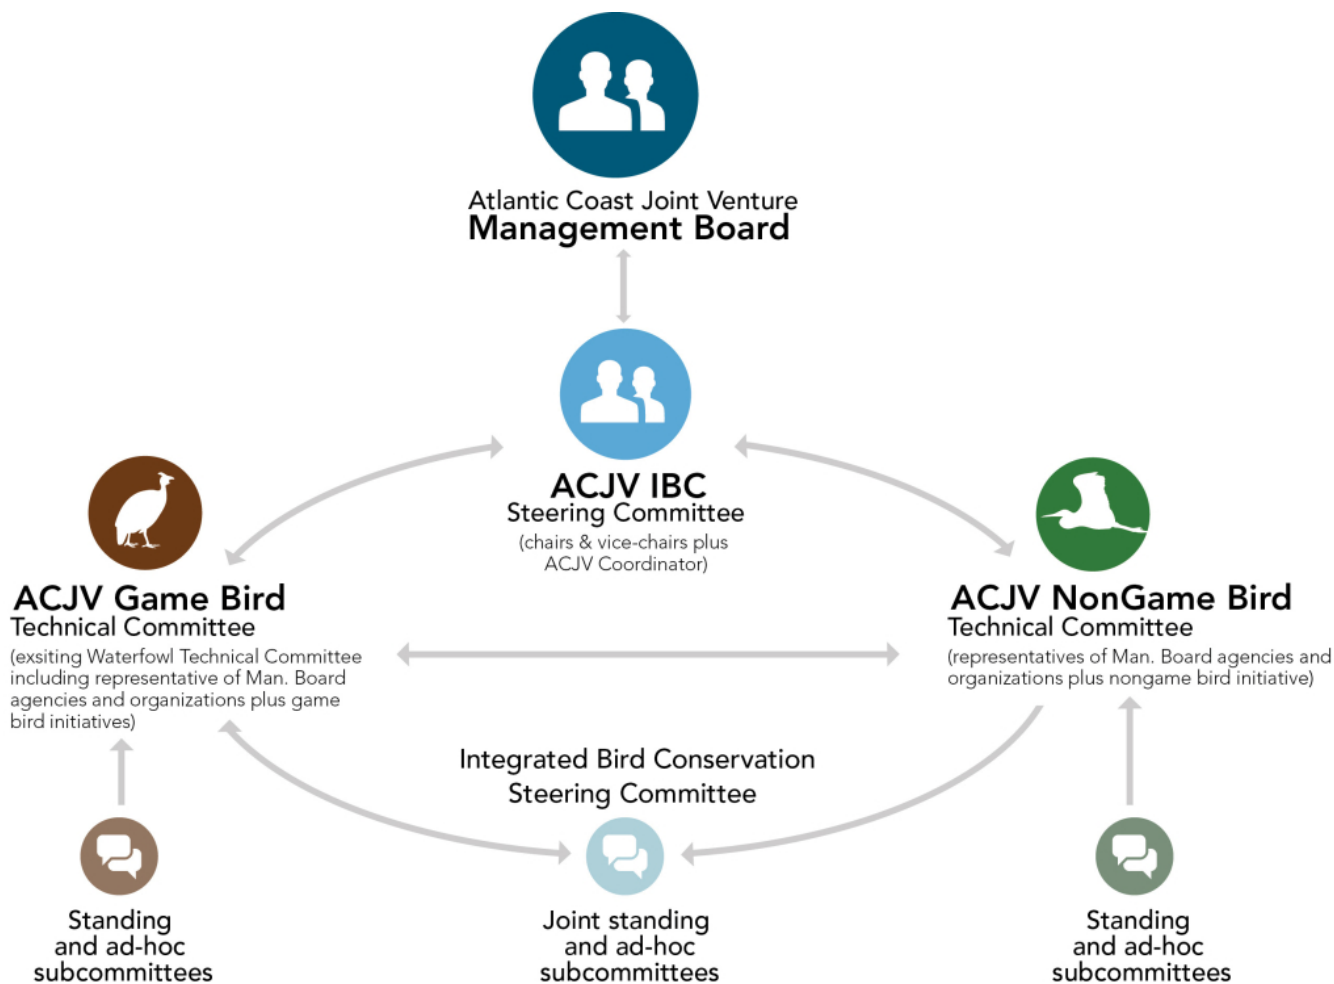 Atlantic Coast Joint Venture
Management Board
ACJV IBC
Steering Committee
(chairs & vice-chairs plus
ACJV Coordinator)
ACJV Game Bird
Technical Committee
(exsiting Waterfowl Technical Committee
including representative of Man. Board
agencies and organizations plus game
bird initiatives)
ACJV NonGame Bird
Technical Committee
(representatives of Man. Board agencies and
organizations plus nongame bird initiative)
Integrated Bird Conservation
Steering Committee
Standing
and ad-hoc
subcommittees
Joint standing
and ad-hoc
subcommittees
Standing
and ad-hoc
subcommittees